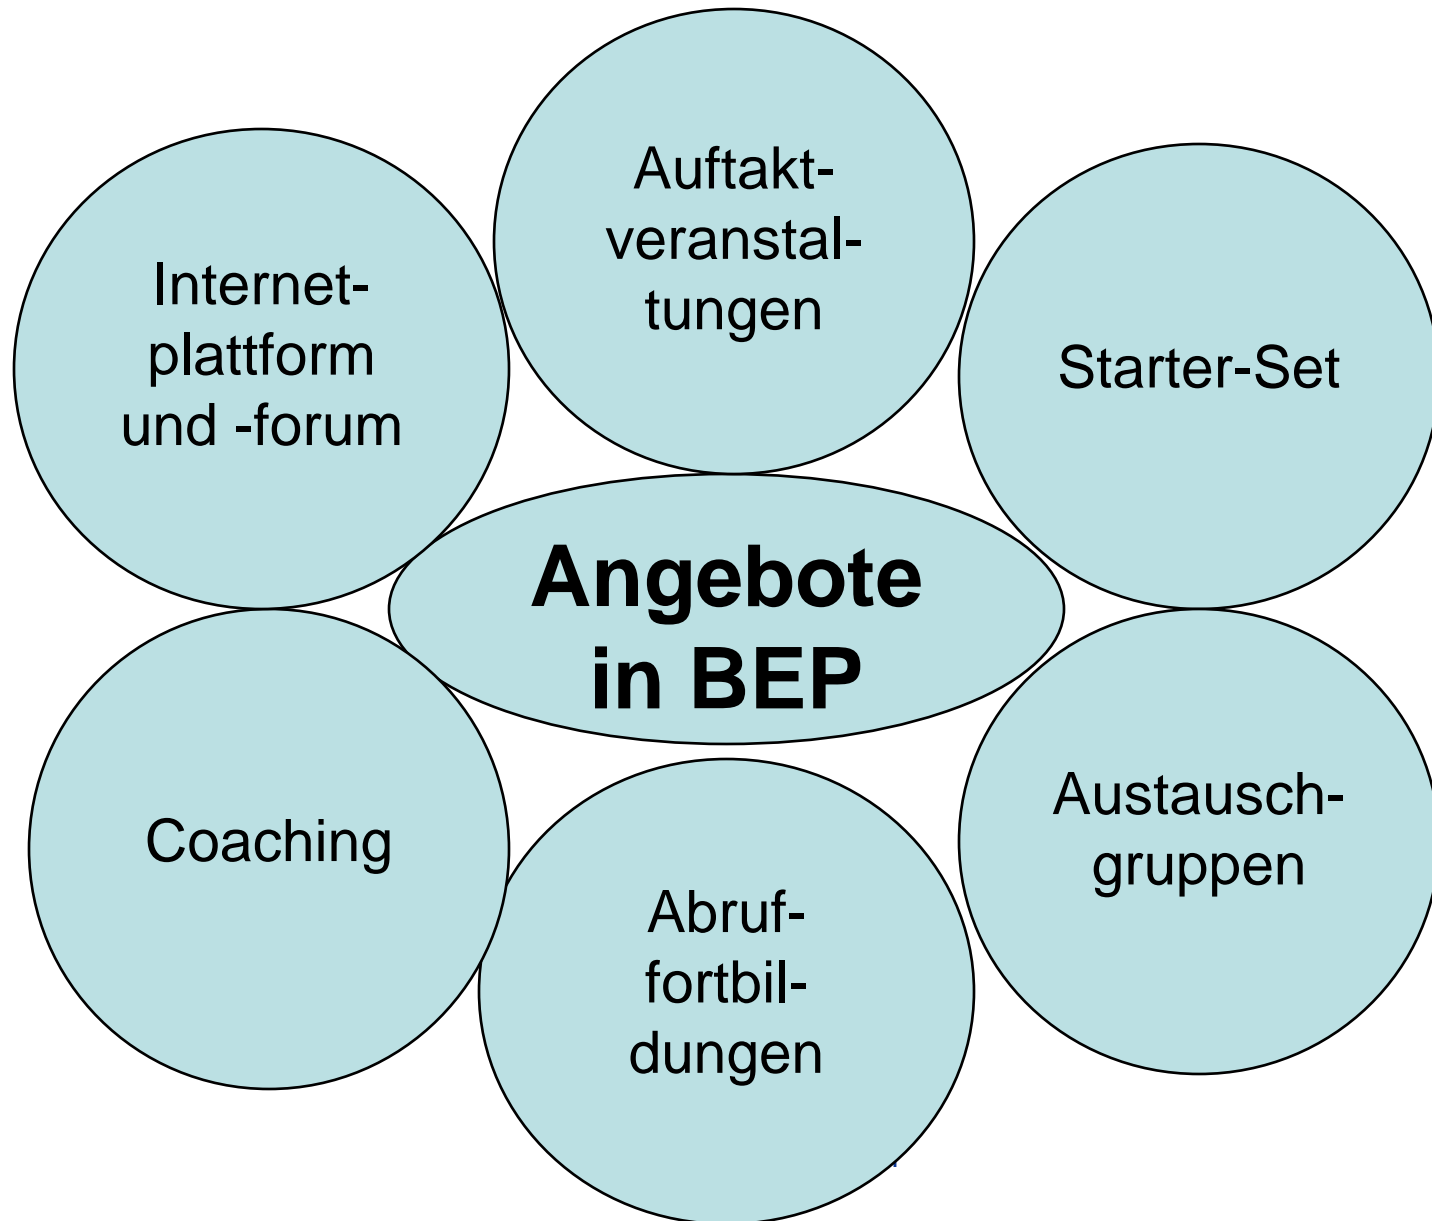 Auftakt-
veranstal-
tungen
Internet-
plattform
und -forum
Starter-Set
Angebote
in BEP
Coaching
Austausch-
gruppen
Abruf-
fortbil-
dungen